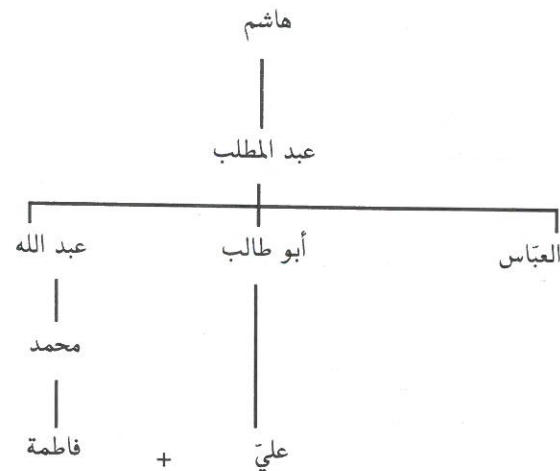 هاشم
عبد المطلب
العبّاس أبو طالب عبد الله
محمد
عليّ + فاطمة